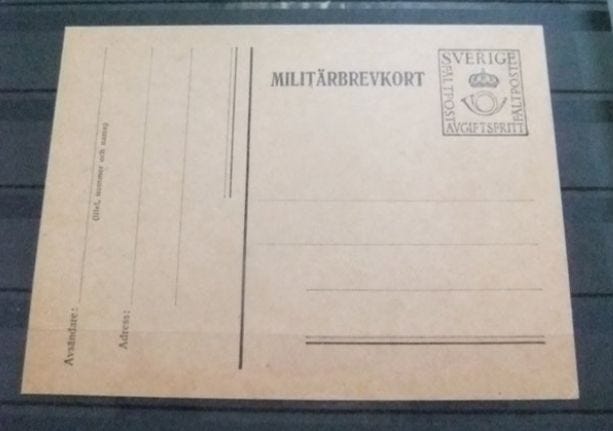 MILITÄRBREVKORT
SVERIGE
FÄLTPOST
FÄLTPOST
AVGIFTSFRITT
Avsändare:
(titel, nummer och namn)
Adress: